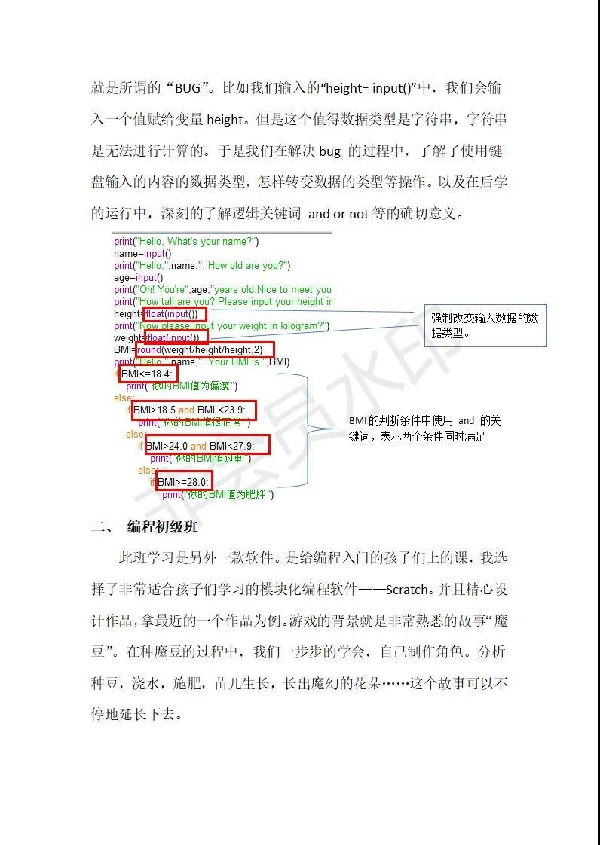 就是所谓的“BUG”。比如我们输入的“height= input()”中，我们会输
入一个值赋给变量 height。但是这个值得数据类型是字符串，字符串
是无法进行计算的。于是我们在解决 bug 的过程中，了解了使用键
盘输入的内容的数据类型，怎样转变数据的类型等操作。以及在后学
的运行中，深刻的了解逻辑关键词 and or not 等的确切意义。
print("Hello, What's your name?")
name=input()
print("Hello,",name,". How old are you?")
age=input()
print("Oh! You're",age,"years old.Nice to meet you
print("How tall are you? Please input your height in
height=float(input())
print("Now please input your weight in kilogram?")
weight=float(input())
BMI=round(weight/height/height,2)
print("Hello,",name,". Your BMI is ",BMI)
if BMI<=18.4:
print("你的BMI值为偏瘦")
else:
if BMI>18.5 and BMI <23.9:
print("你的BMI值很正常")
else:
if BMI>24.0 and BMI<27.9:
print("你的BMI值过重")
else:
if BMI>=28.0:
print("你的BMI值为肥胖")
强制改变输入数据的数
据类型。
BMI的判断条件中使用 and 的关
键词，表示两个条件同时满足
二、 编程初级班
此班学习是另外一款软件。是给编程入门的孩子们上的课，我选
择了非常适合孩子们学习的模块化编程软件——Scratch。并且精心设
计作品，拿最近的一个作品为例。游戏的背景就是非常熟悉的故事“魔
豆”。在种魔豆的过程中，我们一步步的学会，自己制作角色。分析
种豆，浇水，施肥，苗儿生长，长出魔幻的花朵……这个故事可以不
停地延长下去。
非会员水印